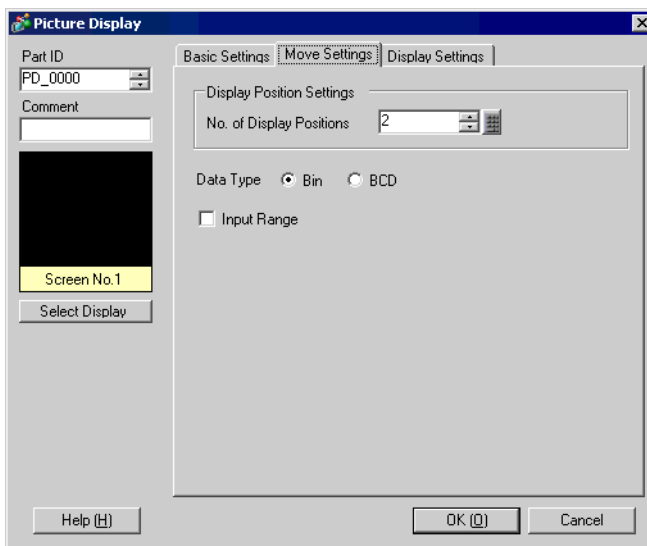 Picture Display
Part ID
PD_0000
Comment
Screen No.1
Select Display
Basic Settings Move Settings Display Settings
Display Position Settings
No. of Display Positions 2
Data Type Bin BCD
Input Range
Help (H) OK (O) Cancel